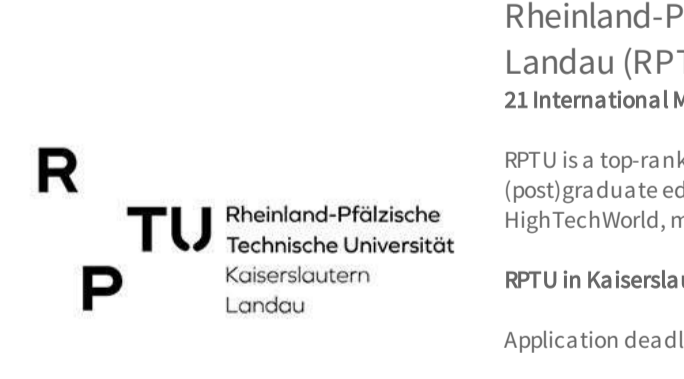 R
TU
P
Rheinland-Pfälzische
Technische Universität
Kaiserslautern
Landau
Rheinland-P
Landau (RPT
21 International M
RPTU is a top-rank
(post)graduate ed
HighTechWorld, m
RPTU in Kaiserslau
Application deadl